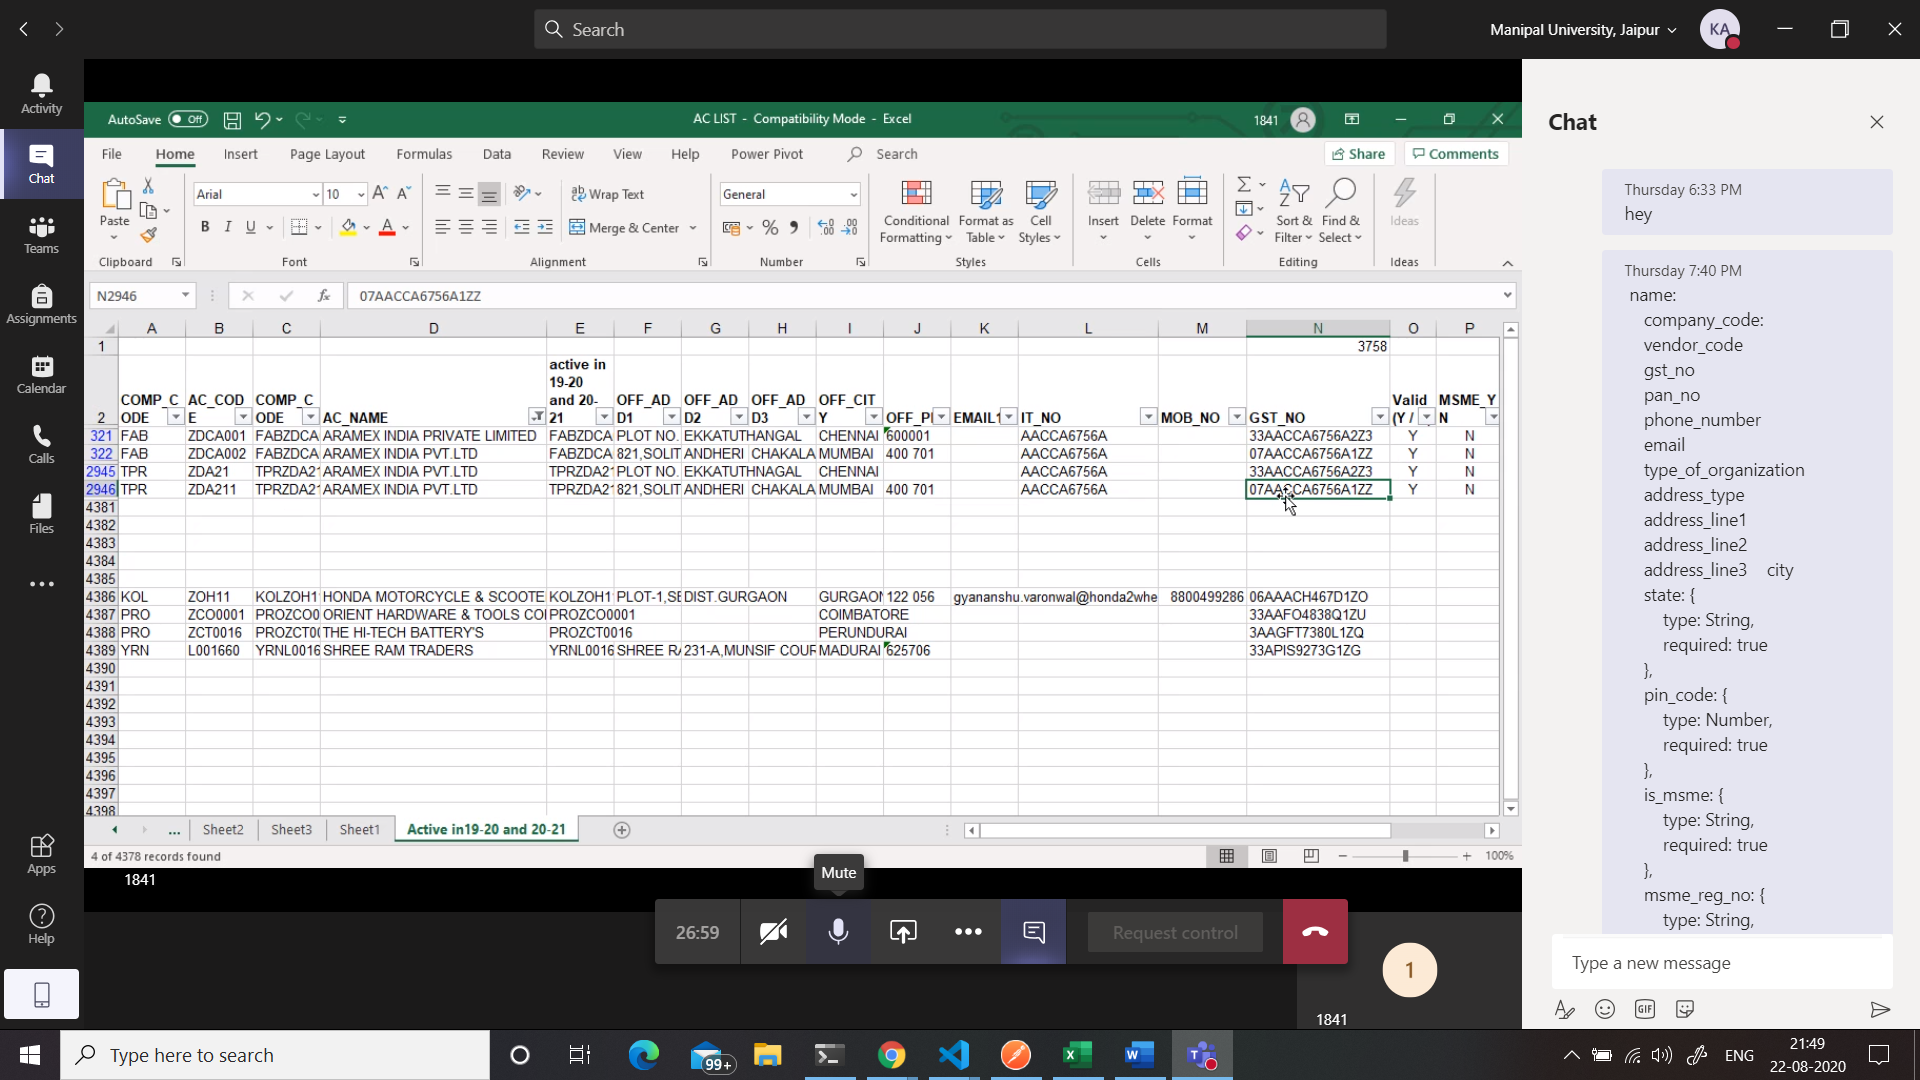 Search
Manipal University, Jaipur
KA
Activity
Chat
Teams
Assignments
Calendar
Calls
Files
Apps
Help
AutoSave Off
AC LIST - Compatibility Mode - Excel
1841
File Home Insert Page Layout Formulas Data Review View Help Power Pivot Search
Share Comments
Paste
Arial 10
Wrap Text
Merge & Center
General
Conditional Formatting
Format as Table
Cell Styles
Insert Delete Format
Sort & Filter
Find & Select
Ideas
Clipboard Font Alignment Number Styles Cells Editing Ideas
N2946 fx 07AACCA6756A1ZZ
A B C D E F G H I J K L M N O P
1 3758
2 COMP_CODE AC_CODE COMP_CODE AC_NAME active in 19-20 and 20-21 OFF_ADD1 OFF_ADD2 OFF_ADD3 OFF_CITY OFF_PI EMAIL1 IT_NO MOB_NO GST_NO Valid (Y / MSME_YN
321 FAB ZDCA001 FABZDCA ARAMEX INDIA PRIVATE LIMITED FABZDCA PLOT NO. EKKATUTHANGAL CHENNAI 600001 AACCA6756A 33AACCA6756A2Z3 Y N
322 FAB ZDCA002 FABZDCA ARAMEX INDIA PVT.LTD FABZDCA 821,SOLIT ANDHERI CHAKALA MUMBAI 400 701 AACCA6756A 07AACCA6756A1ZZ Y N
2945 TPR ZDA21 TPRZDA21 ARAMEX INDIA PVT.LTD TPRZDA2 PLOT NO. EKKATUTHNAGAL CHENNAI AACCA6756A 33AACCA6756A2Z3 Y N
2946 TPR ZDA211 TPRZDA21 ARAMEX INDIA PVT.LTD TPRZDA2 821,SOLIT ANDHERI CHAKALA MUMBAI 400 701 AACCA6756A 07AACCA6756A1ZZ Y N
4381
4382
4383
4384
4385
4386 KOL ZOH11 KOLZOH1 HONDA MOTORCYCLE & SCOOTE KOLZOH1 PLOT-1,SE DIST.GURGAON GURGAON 122 056 gyananshu.varonwal@honda2whe 8800499286 06AAACH467D1ZO
4387 PRO ZCO0001 PROZCO0 ORIENT HARDWARE & TOOLS COI PROZCO0001 COIMBATORE 33AAFO4838Q1ZU
4388 PRO ZCT0016 PROZCT0 THE HI-TECH BATTERY'S PROZCT0016 PERUNDURAI 3AAGFT7380L1ZQ
4389 YRN L001660 YRNL0016 SHREE RAM TRADERS YRNL0016 SHREE RA 231-A,MUNSIF COUR MADURAI 625706 33APIS9273G1ZG
4390
4391
4392
4393
4394
4395
4396
4397
4398
... Sheet2 Sheet3 Sheet1 Active in19-20 and 20-21
4 of 4378 records found
100%
1841
Mute
26:59
Request control
1
1841
Chat
Thursday 6:33 PM
hey
Thursday 7:40 PM
name:
company_code:
vendor_code
gst_no
pan_no
phone_number
email
type_of_organization
address_type
address_line1
address_line2
address_line3 city
state: {
type: String,
required: true
},
pin_code: {
type: Number,
required: true
},
is_msme: {
type: String,
required: true
},
msme_reg_no: {
type: String,
Type a new message
GIF
Type here to search
99+
ENG
21:49
22-08-2020